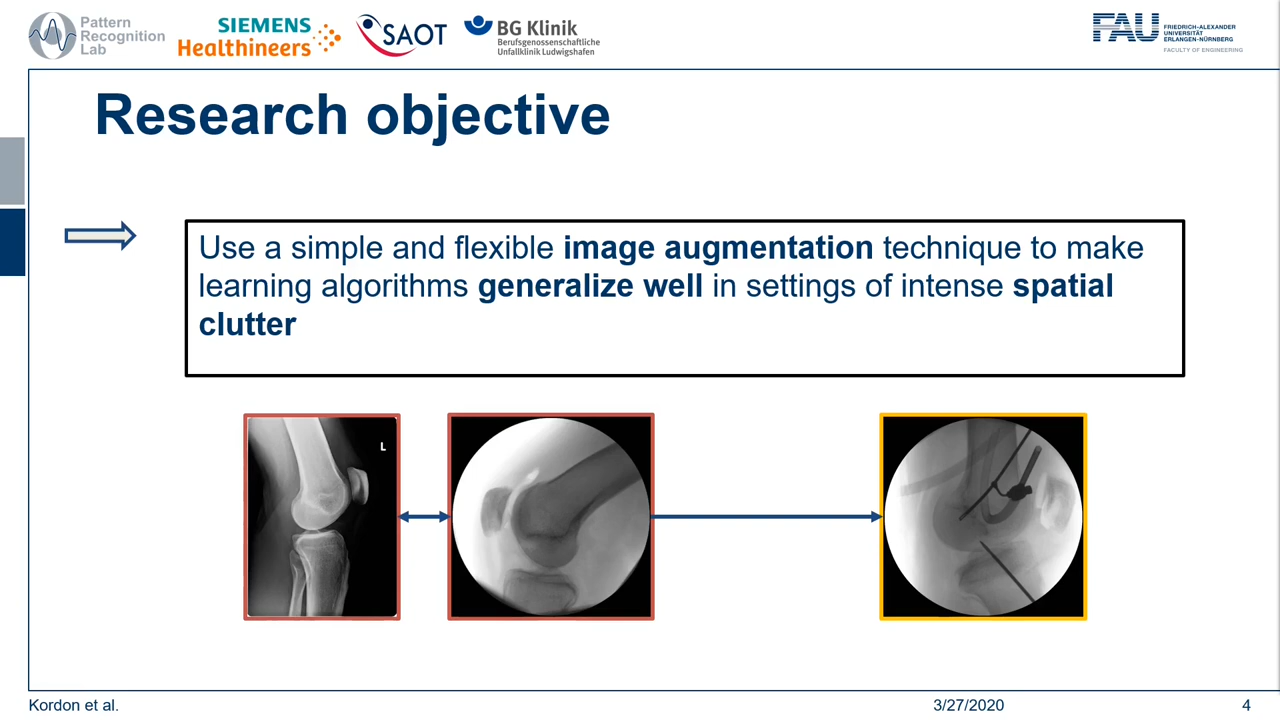 Pattern
Recognition
Lab
SIEMENS
Healthineers
SAOT
BG Klinik
Berufsgenossenschaftliche
Unfallklinik Ludwigshafen
FAU
FRIEDRICH-ALEXANDER
UNIVERSITÄT
ERLANGEN-NÜRNBERG
FACULTY OF ENGINEERING
Research objective
Use a simple and flexible image augmentation technique to make
learning algorithms generalize well in settings of intense spatial
clutter
L
Kordon et al.
3/27/2020
4